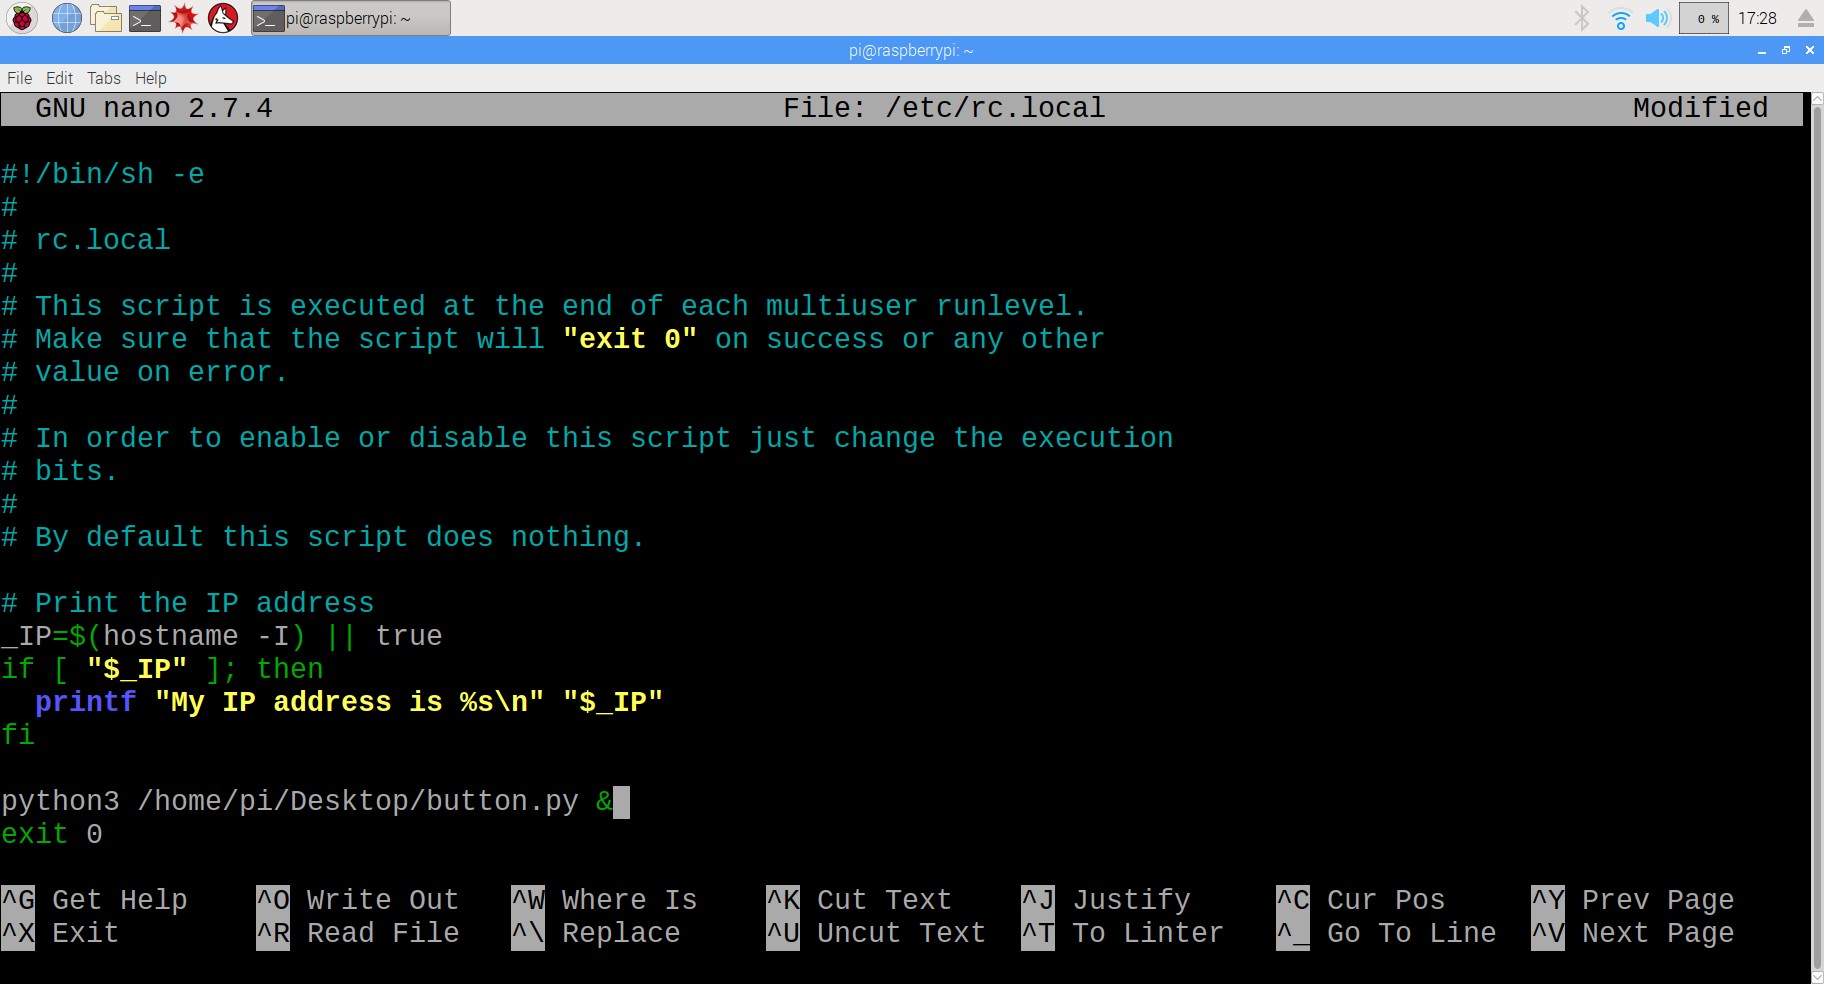 pi@raspberrypi: ~
0 %
17:28
pi@raspberrypi: ~
File Edit Tabs Help
GNU nano 2.7.4 File: /etc/rc.local Modified
#!/bin/sh -e
#
# rc.local
#
# This script is executed at the end of each multiuser runlevel.
# Make sure that the script will "exit 0" on success or any other
# value on error.
#
# In order to enable or disable this script just change the execution
# bits.
#
# By default this script does nothing.
# Print the IP address
_IP=$(hostname -I) || true
if [ "$_IP" ]; then
  printf "My IP address is %s\n" "$_IP"
fi
python3 /home/pi/Desktop/button.py &
exit 0
^G Get Help ^O Write Out ^W Where Is ^K Cut Text ^J Justify ^C Cur Pos ^Y Prev Page
^X Exit ^R Read File ^\ Replace ^U Uncut Text ^T To Linter ^_ Go To Line ^V Next Page